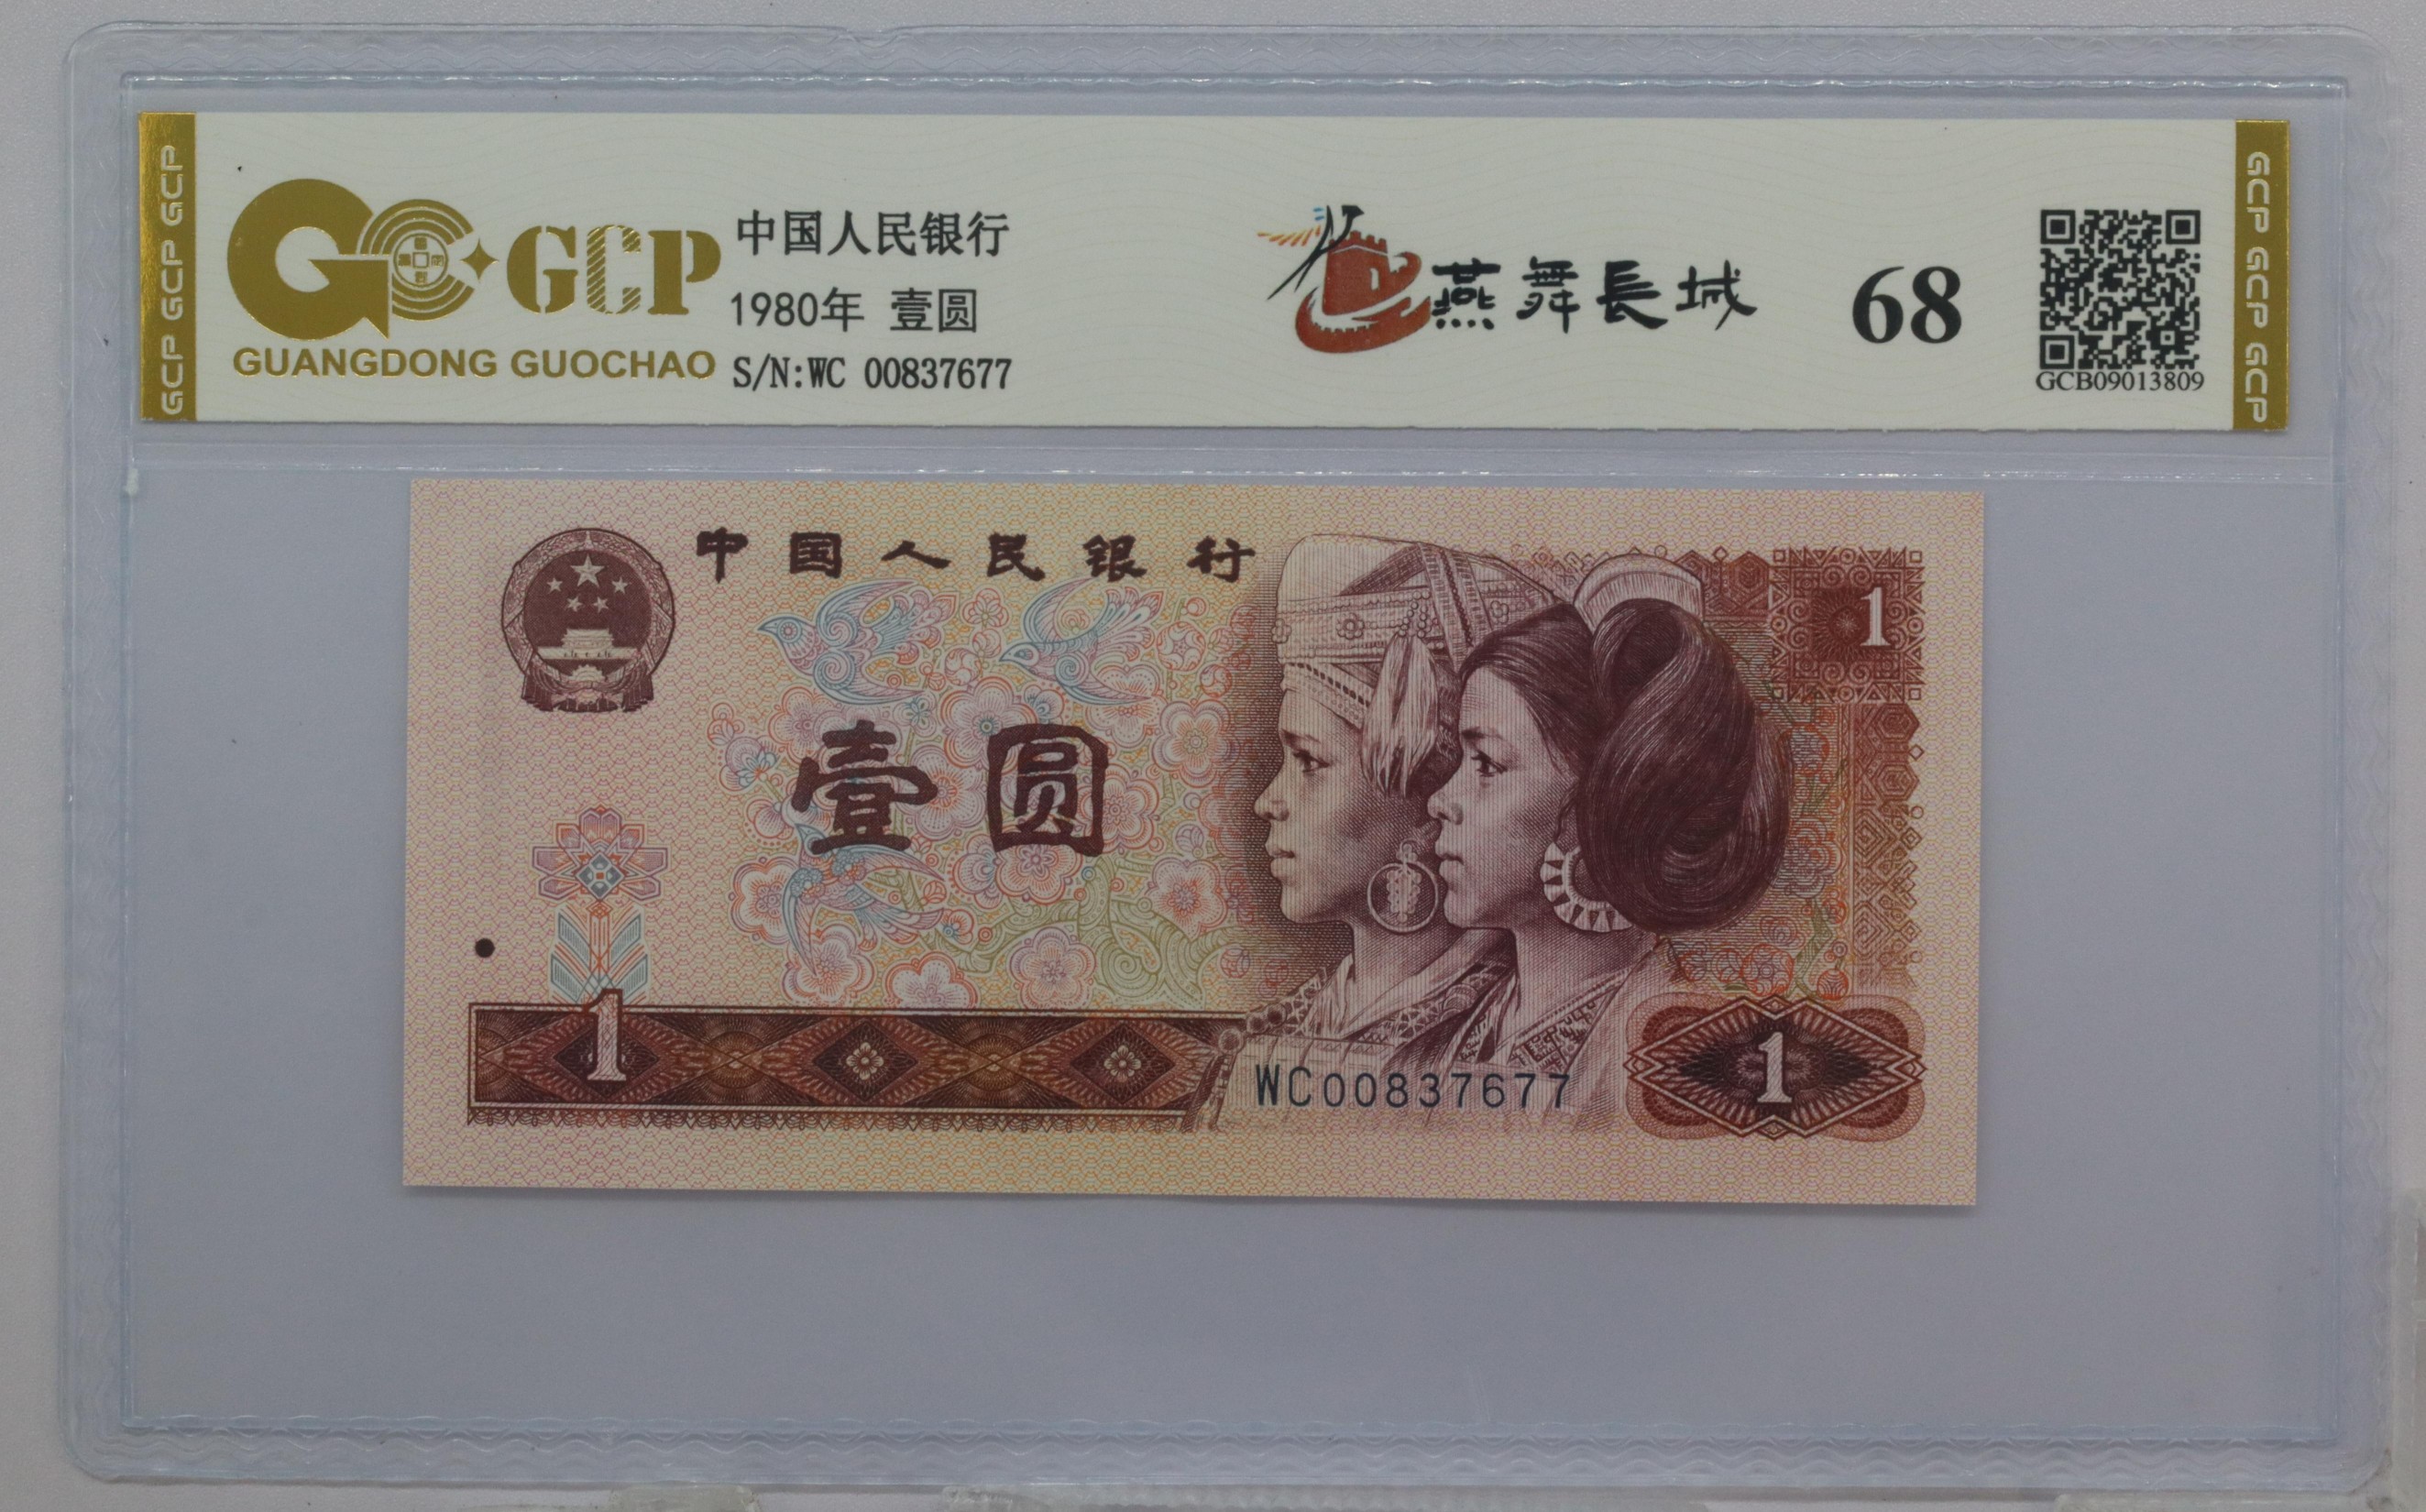 GCP GCP GCP
GCP
GUANGDONG GUOCHAO
中国人民银行
1980年 壹圆
S/N:WC 00837677
燕舞長城
68
GCB09013809
GCP GCP GCP
中国人民银行
1
壹圆
1
WC00837677
1